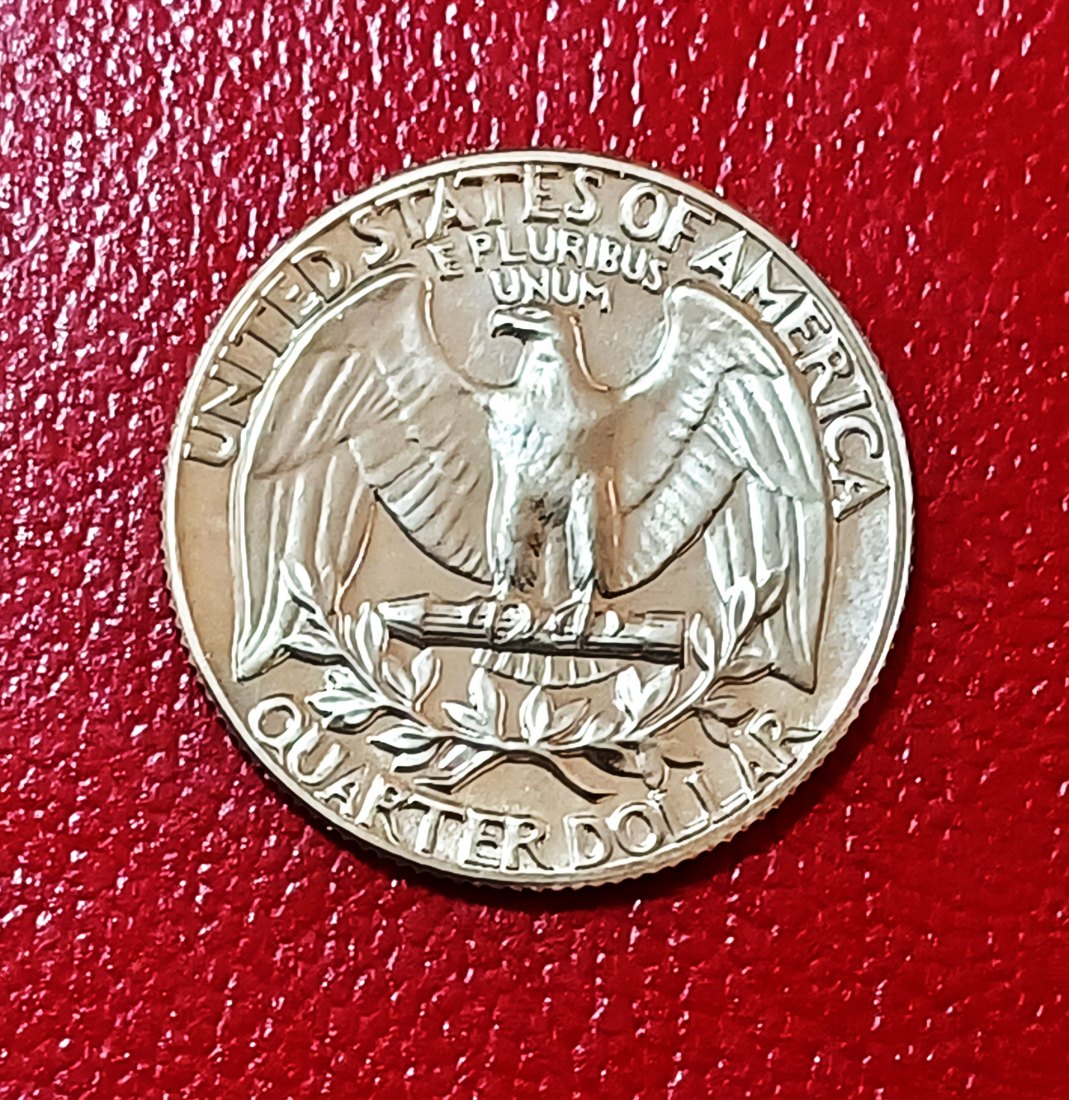 UNITED STATES OF AMERICA
E PLURIBUS
UNUM
QUARTER DOLLAR